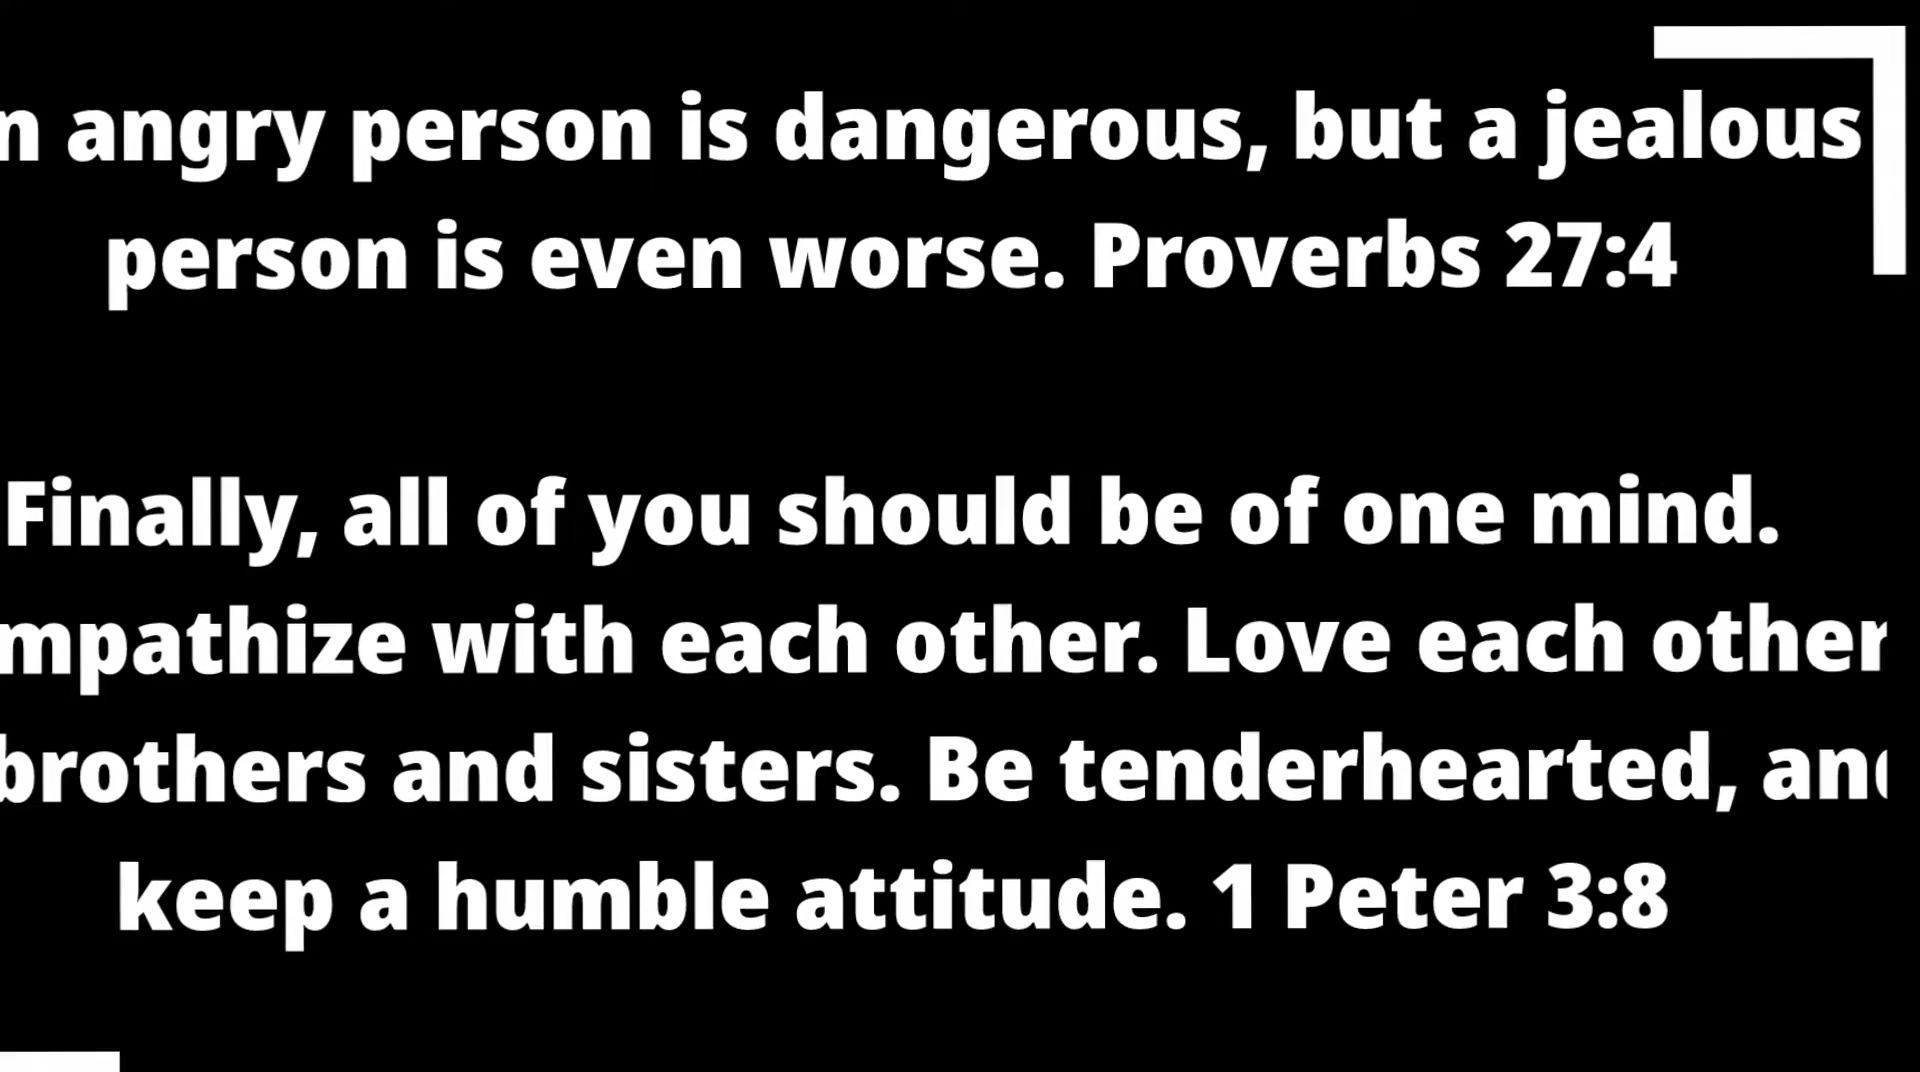 n angry person is dangerous, but a jealous
person is even worse. Proverbs 27:4
Finally, all of you should be of one mind.
mpathize with each other. Love each other
brothers and sisters. Be tenderhearted, and
keep a humble attitude. 1 Peter 3:8